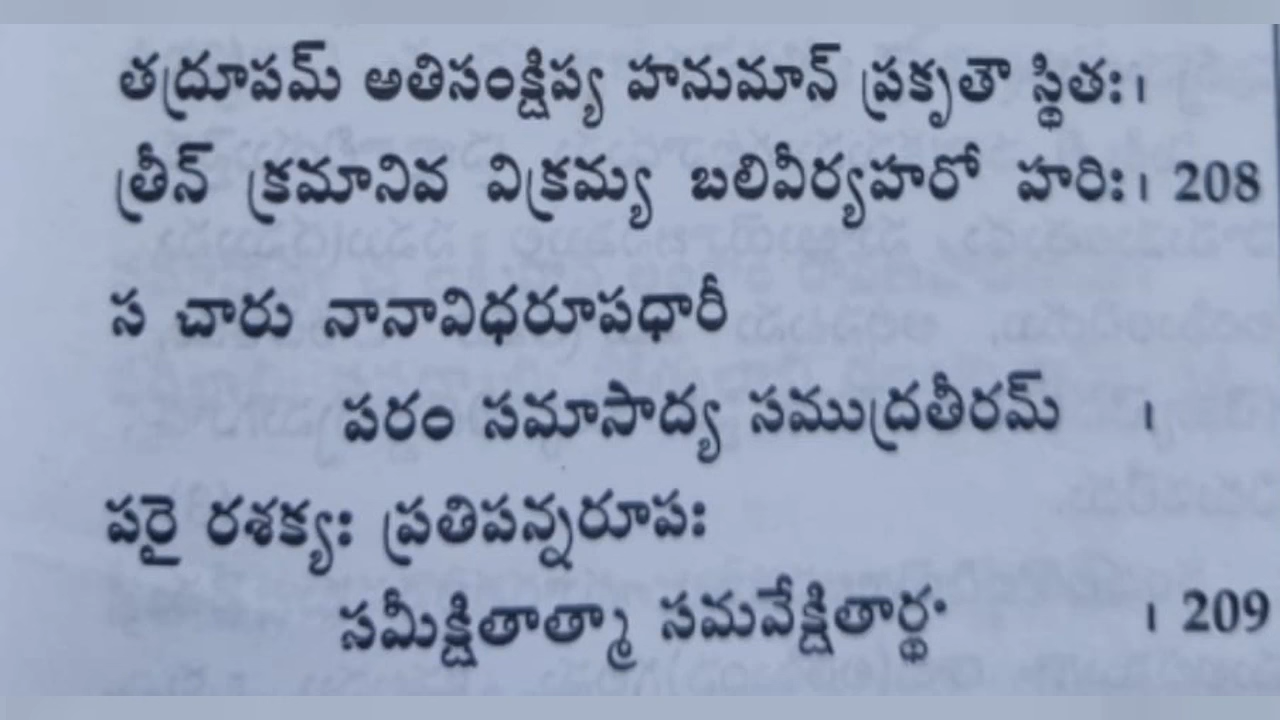 తద్రూపమ్ అతిసంక్షిప్య హనుమాన్ ప్రకృతౌ స్థితః।
త్రీన్ క్రమానివ విక్రమ్య బలివీర్యహరో హరిః। 208
స చారు నానావిధరూపధారీ
పరం సమాసాద్య సముద్రతీరమ్ ।
పరై రశక్యః ప్రతిపన్నరూపః
సమీక్షితాత్మా సమవేక్షితార్థః । 209